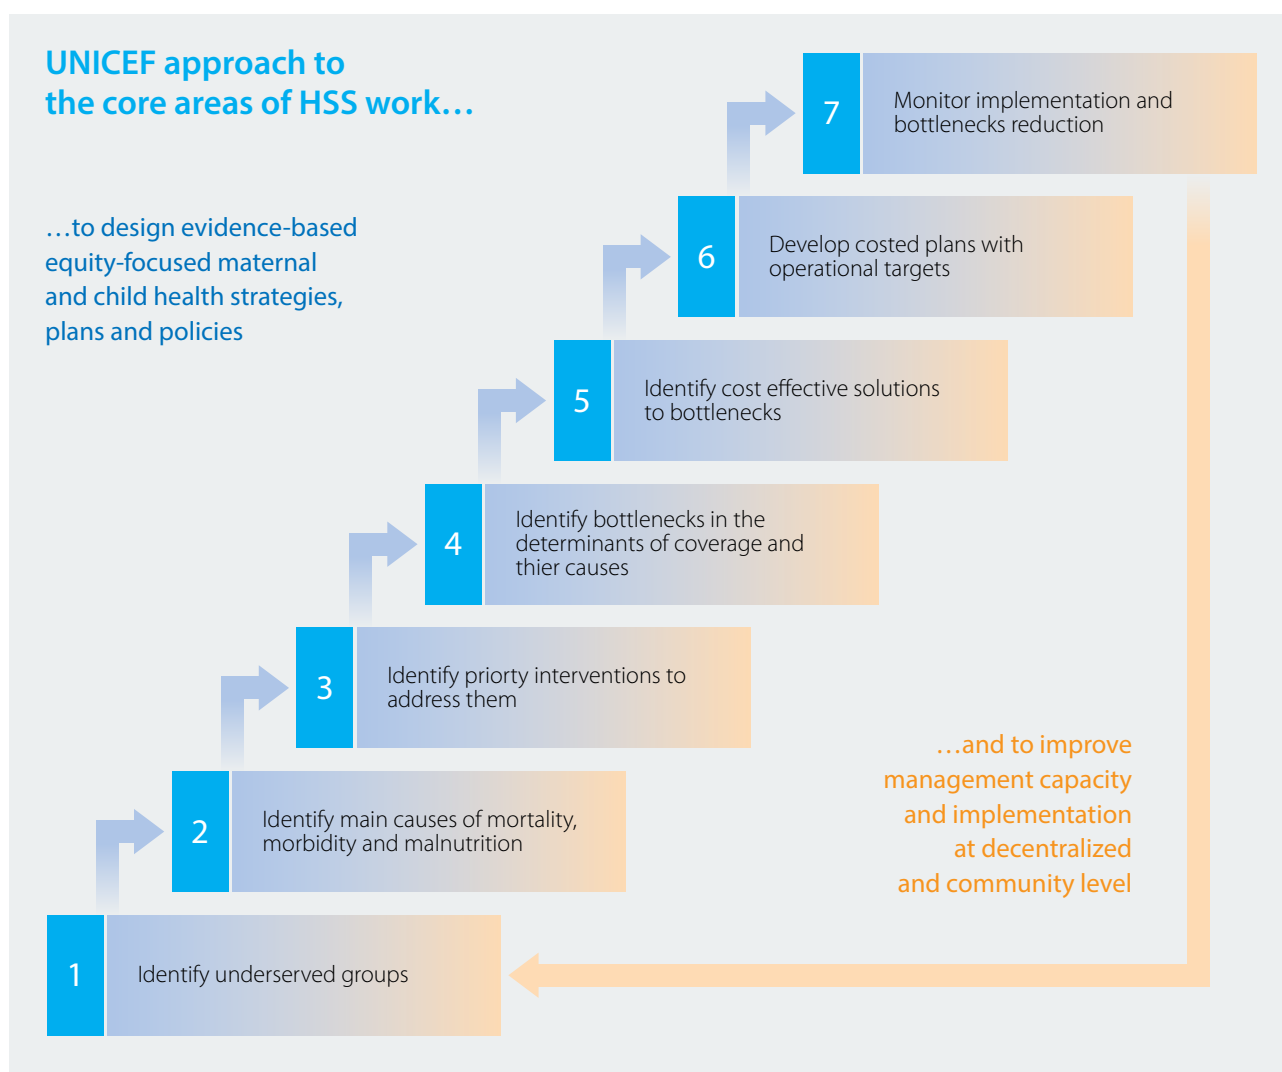 UNICEF approach to
the core areas of HSS work…
…to design evidence-based
equity-focused maternal
and child health strategies,
plans and policies
7
Monitor implementation and
bottlenecks reduction
6
Develop costed plans with
operational targets
5
Identify cost effective solutions
to bottlenecks
4
Identify bottlenecks in the
determinants of coverage and
thier causes
3
Identify priorty interventions to
address them
2
Identify main causes of mortality,
morbidity and malnutrition
1
Identify underserved groups
…and to improve
management capacity
and implementation
at decentralized
and community level